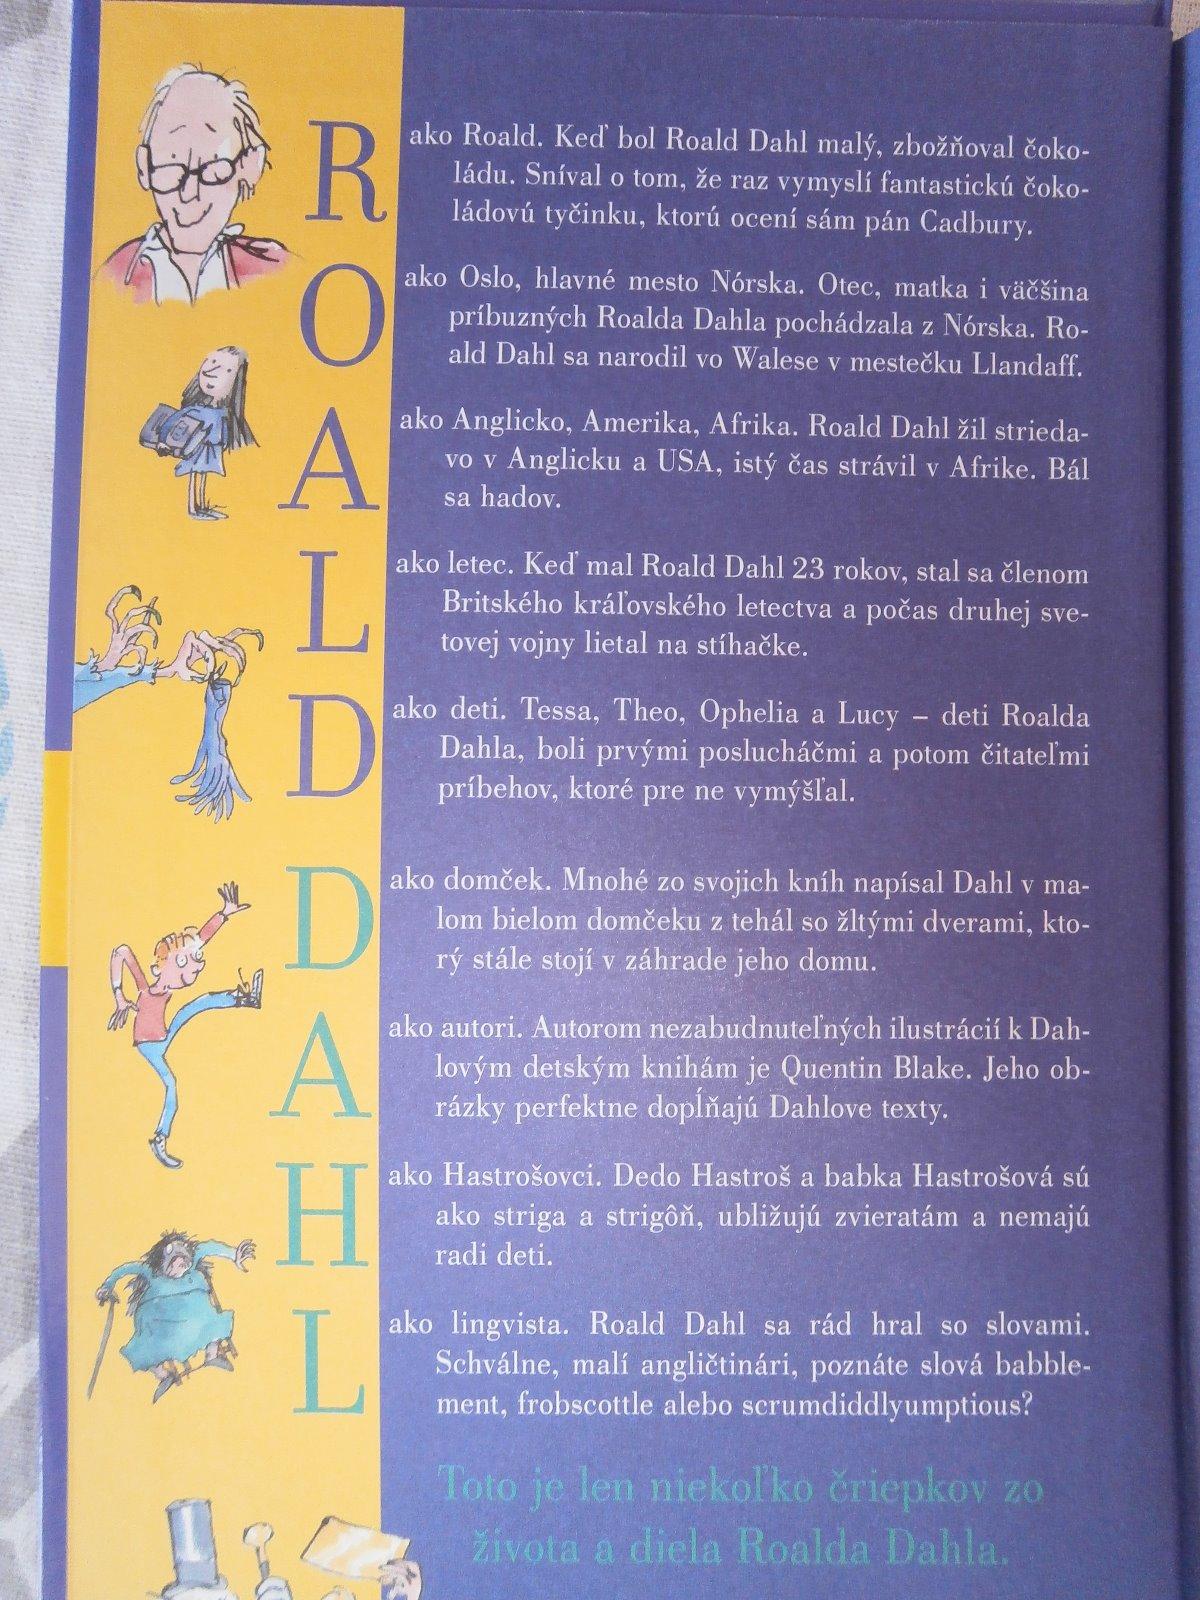 R ako Roald. Keď bol Roald Dahl malý, zbožňoval čoko-
ládu. Sníval o tom, že raz vymyslí fantastickú čoko-
ládovú tyčinku, ktorú ocení sám pán Cadbury.
O ako Oslo, hlavné mesto Nórska. Otec, matka i väčšina
príbuzných Roalda Dahla pochádzala z Nórska. Ro-
ald Dahl sa narodil vo Walese v mestečku Llandaff.
A ako Anglicko, Amerika, Afrika. Roald Dahl žil strieda-
vo v Anglicku a USA, istý čas strávil v Afrike. Bál
sa hadov.
L ako letec. Keď mal Roald Dahl 23 rokov, stal sa členom
Britského kráľovského letectva a počas druhej sve-
tovej vojny lietal na stíhačke.
D ako deti. Tessa, Theo, Ophelia a Lucy – deti Roalda
Dahla, boli prvými poslucháčmi a potom čitateľmi
príbehov, ktoré pre ne vymýšľal.
D ako domček. Mnohé zo svojich kníh napísal Dahl v ma-
lom bielom domčeku z tehál so žltými dverami, kto-
rý stále stojí v záhrade jeho domu.
A ako autori. Autorom nezabudnuteľných ilustrácií k Dah-
lovým detským knihám je Quentin Blake. Jeho ob-
rázky perfektne dopĺňajú Dahlove texty.
H ako Hastrošovci. Dedo Hastroš a babka Hastrošová sú
ako striga a strigôň, ubližujú zvieratám a nemajú
radi deti.
L ako lingvista. Roald Dahl sa rád hral so slovami.
Schválne, malí angličtinári, poznáte slová babble-
ment, frobscottle alebo scrumdiddlyumptious?
Toto je len niekoľko čriepkov zo
života a diela Roalda Dahla.